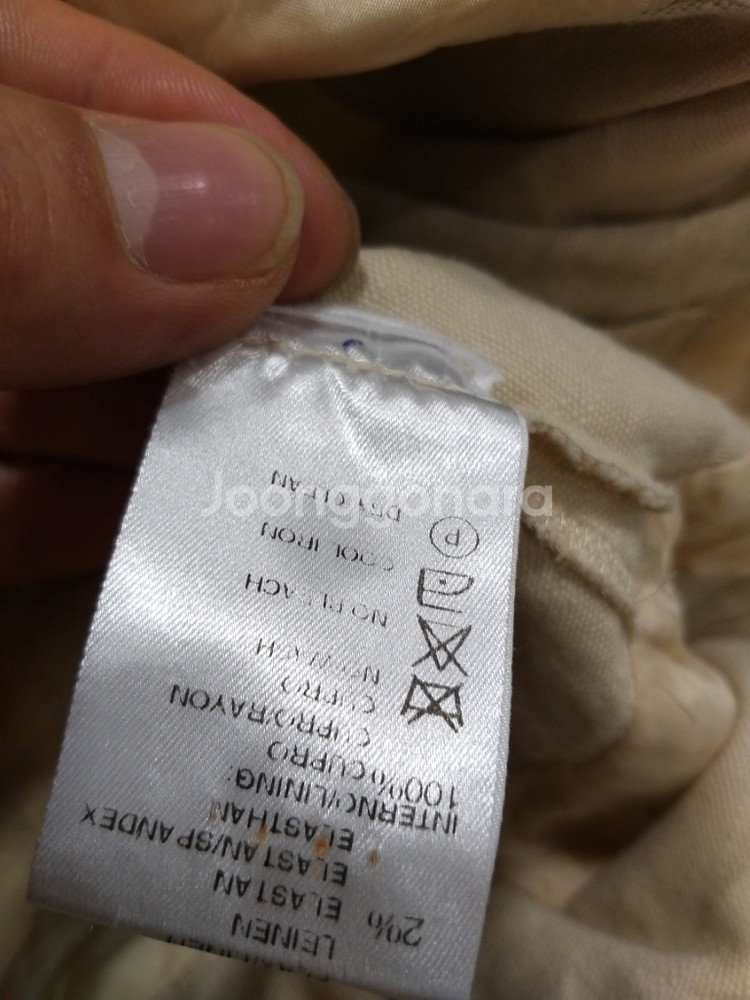 LEINEN
2% ELASTAN
ELASTAN/SPANDEX
ELASTHAN
INTERNO/LINING:
100% CUPRO
CUPRO/RAYON
CUPRO
NO WASH
NO BLEACH
COOL IRON
P DRY CLEAN
Joonggonara